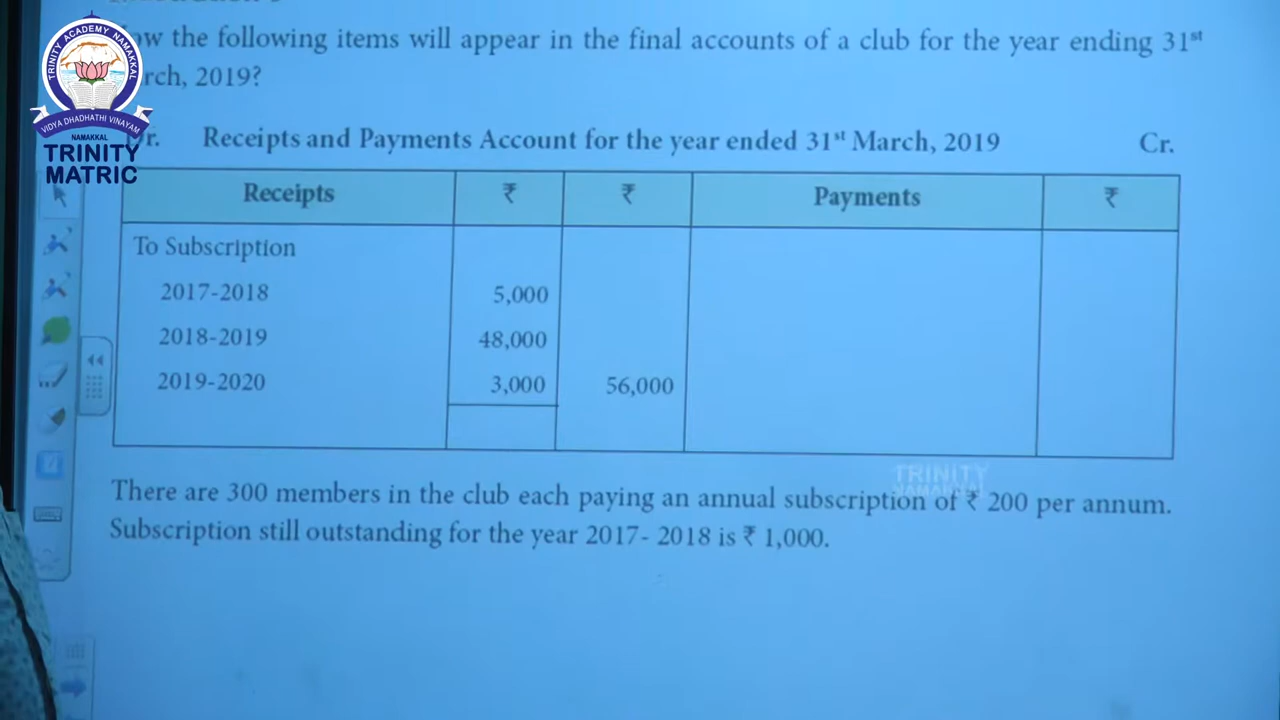 TRINITY ACADEMY NAMAKKAL
VIDYA DHADHATHI VINAYAM
NAMAKKAL
TRINITY
MATRIC
the following items will appear in the final accounts of a club for the year ending 31st
2019?
Receipts and Payments Account for the year ended 31st March, 2019 Cr.
Receipts ₹ ₹ Payments ₹
To Subscription
2017-2018 5,000
2018-2019 48,000
2019-2020 3,000 56,000
TRINITY
NAMAKKAL
There are 300 members in the club each paying an annual subscription of ₹ 200 per annum.
Subscription still outstanding for the year 2017- 2018 is ₹ 1,000.